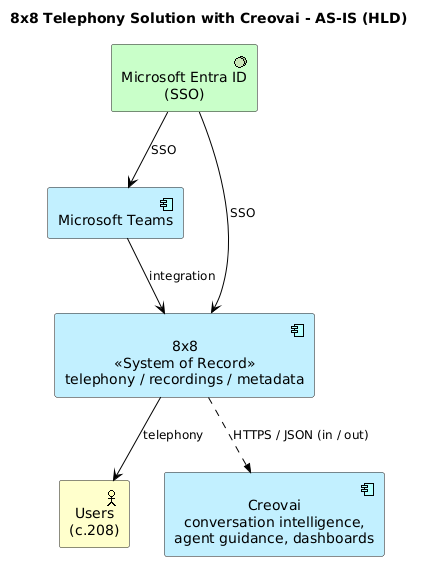 8x8 Telephony Solution with Creovai - AS-IS (HLD)
Microsoft Entra ID
(SSO)
SSO
Microsoft Teams
SSO
integration
8x8
«System of Record»
telephony / recordings / metadata
telephony
HTTPS / JSON (in / out)
Users
(c.208)
Creovai
conversation intelligence,
agent guidance, dashboards